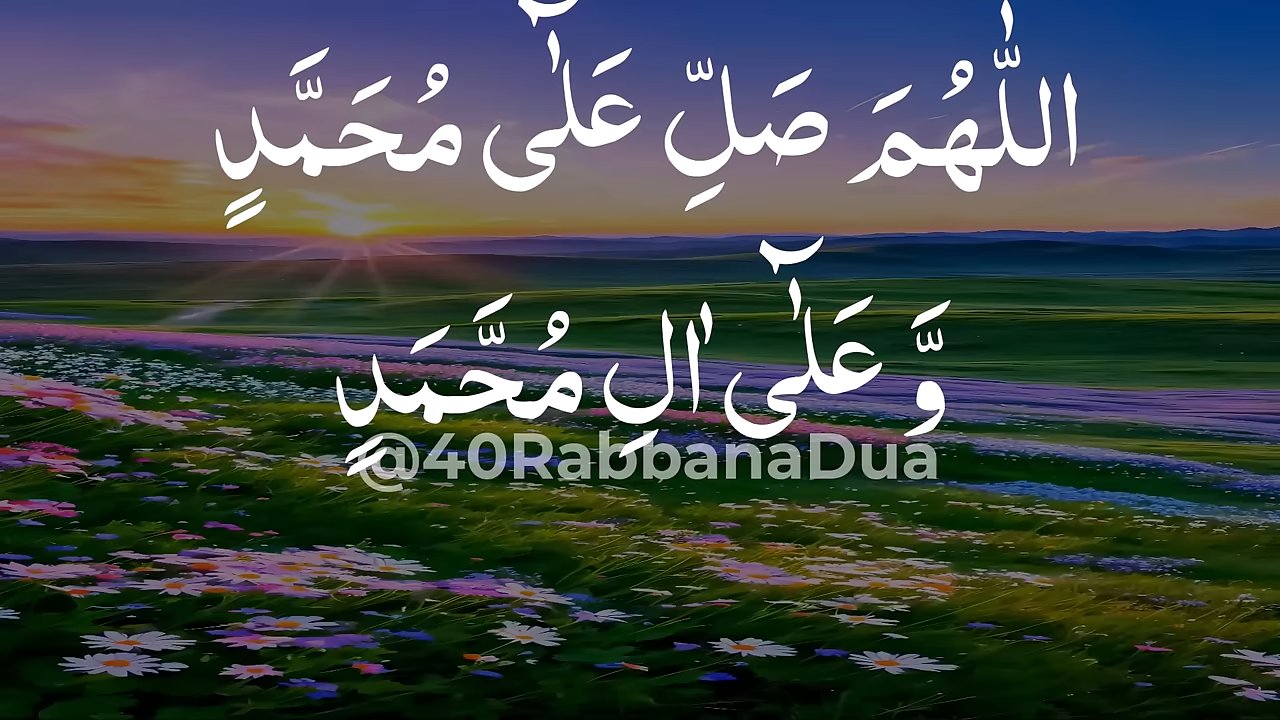 اللّٰهُمَ صَلِّ عَلٰٓى مُحَمَّدٍ
وَّ عَلٰٓى اٰلِ مُحَّمَدٍ
@40RabbanaDua